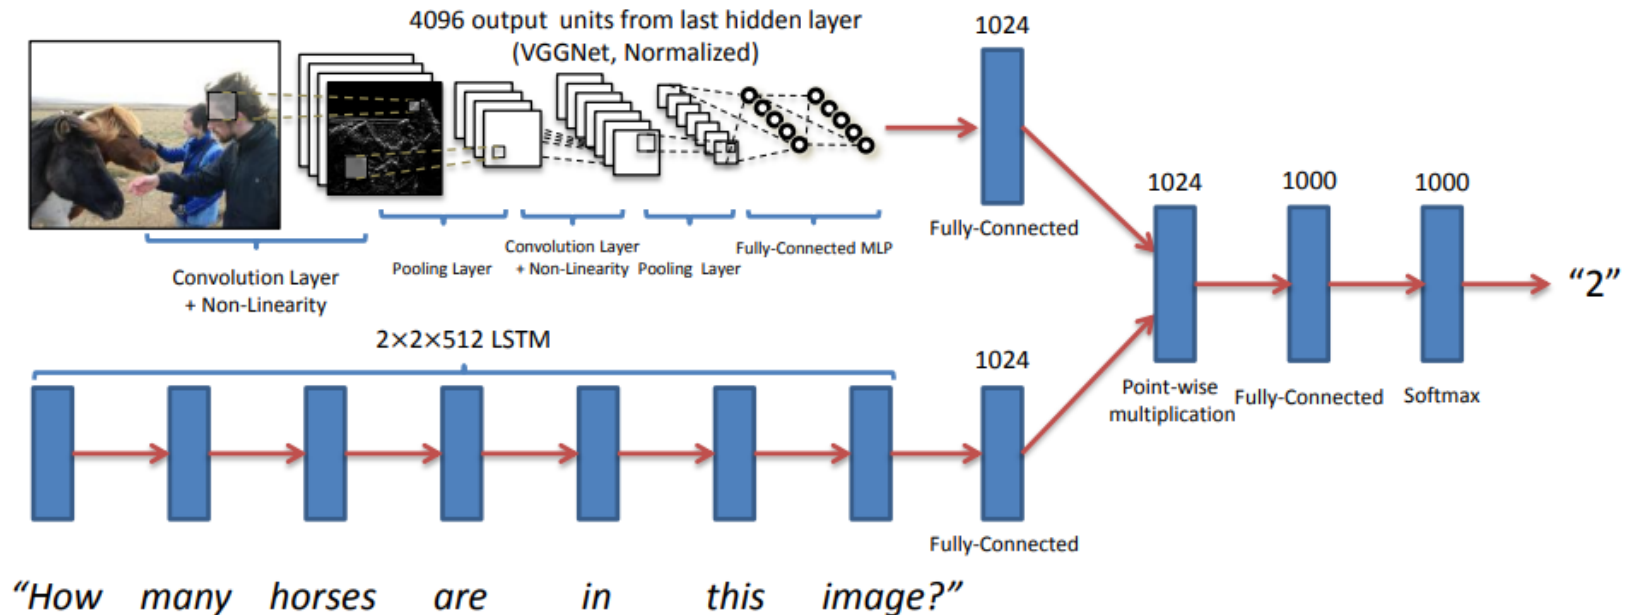 4096 output units from last hidden layer
(VGGNet, Normalized)
1024
Fully-Connected
Convolution Layer
+ Non-Linearity
Pooling Layer
Convolution Layer
+ Non-Linearity
Pooling Layer
Fully-Connected MLP
2×2×512 LSTM
1024
Fully-Connected
1024
Point-wise
multiplication
1000
Fully-Connected
1000
Softmax
“2”
“How many horses are in this image?”